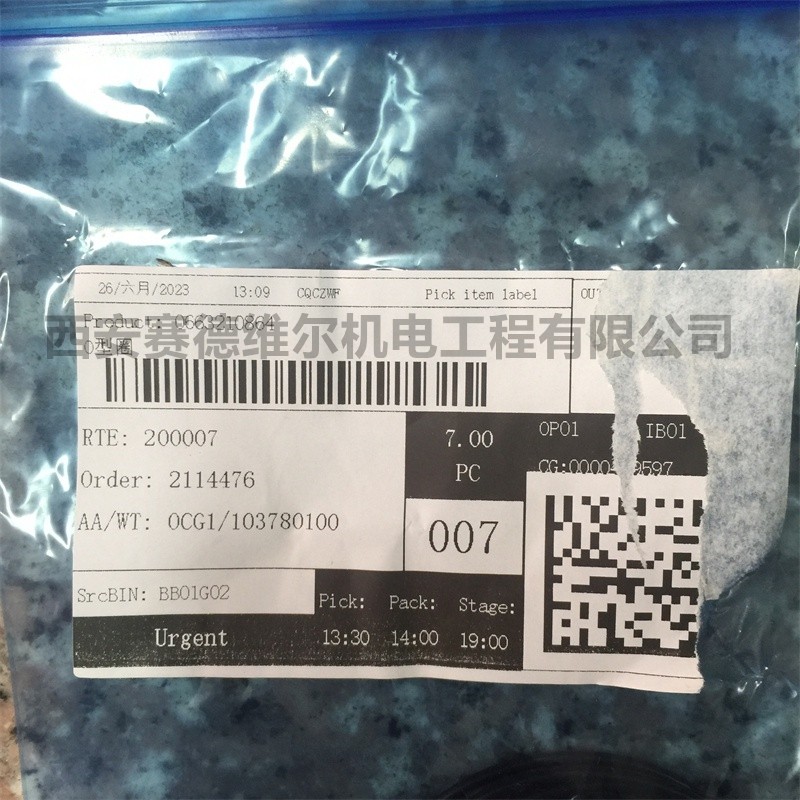 26/六月/2023 13:09 CQCZWF Pick item label
Product: 0663210864
西安赛德维尔机电工程有限公司
O型圈
RTE: 200007
7.00
PC
OP01 IB01
Order: 2114476
AA/WT: OCG1/103780100
007
SrcBIN: BB01G02
Pick: Pack: Stage:
Urgent 13:30 14:00 19:00